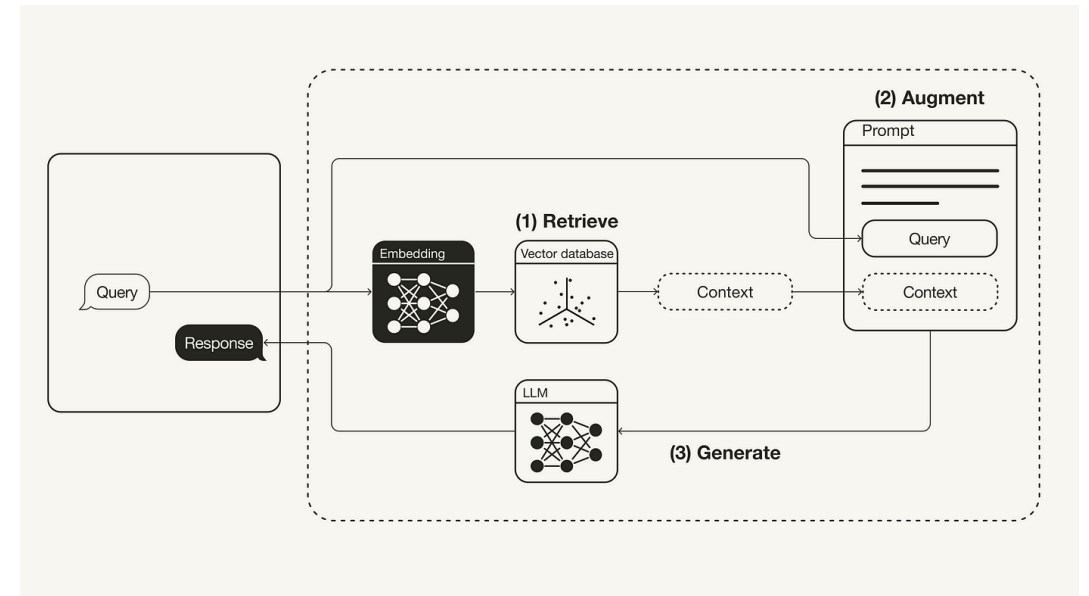 (2) Augment
Prompt
(1) Retrieve
Query
Embedding
Vector database
Query
Context
Context
Response
LLM
(3) Generate